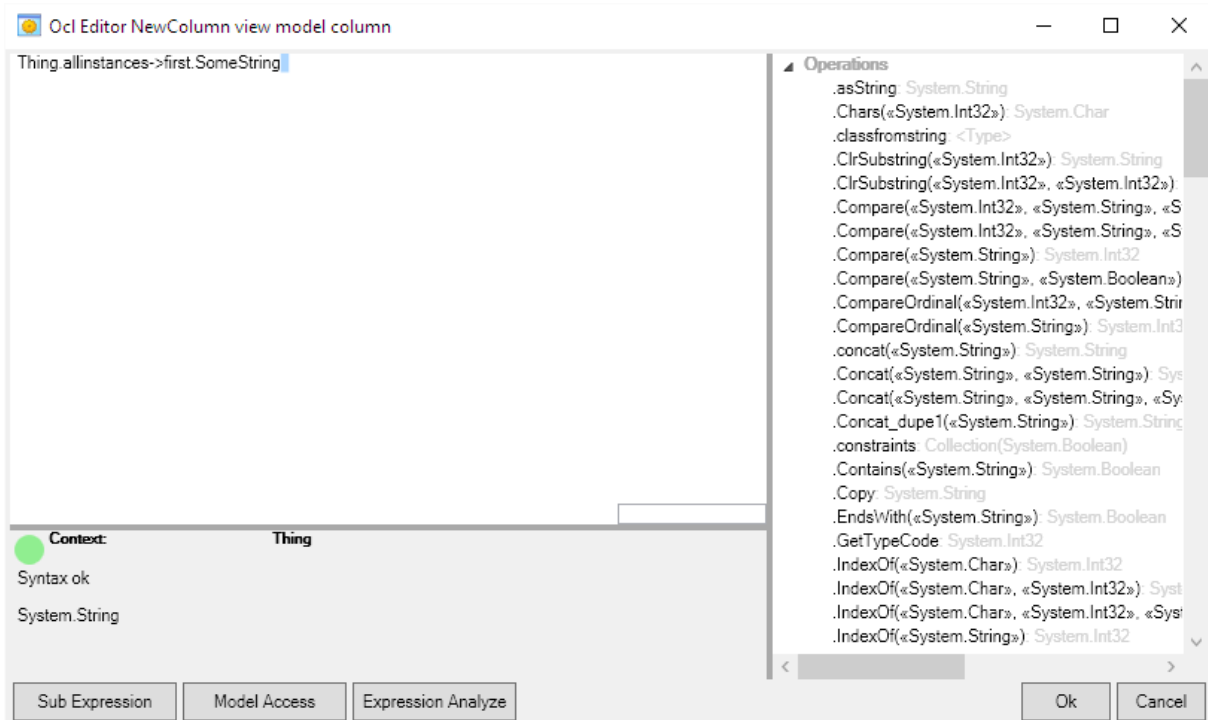 Ocl Editor NewColumn view model column
Thing.allinstances->first.SomeString
Operations
.asString: System.String
.Chars(«System.Int32»): System.Char
.classfromstring: <Type>
.ClrSubstring(«System.Int32»): System.String
.ClrSubstring(«System.Int32», «System.Int32»):
.Compare(«System.Int32», «System.String», «S
.Compare(«System.Int32», «System.String», «S
.Compare(«System.String»): System.Int32
.Compare(«System.String», «System.Boolean»)
.CompareOrdinal(«System.Int32», «System.Strin
.CompareOrdinal(«System.String»): System.Int3
.concat(«System.String»): System.String
.Concat(«System.String», «System.String»): Sys
.Concat(«System.String», «System.String», «Sys
.Concat_dupe1(«System.String»): System.String
.constraints: Collection(System.Boolean)
.Contains(«System.String»): System.Boolean
.Copy: System.String
.EndsWith(«System.String»): System.Boolean
.GetTypeCode: System.Int32
.IndexOf(«System.Char»): System.Int32
.IndexOf(«System.Char», «System.Int32»): Syst
.IndexOf(«System.Char», «System.Int32», «Syst
.IndexOf(«System.String»): System.Int32
Context: Thing
Syntax ok
System.String
Sub Expression Model Access Expression Analyze Ok Cancel